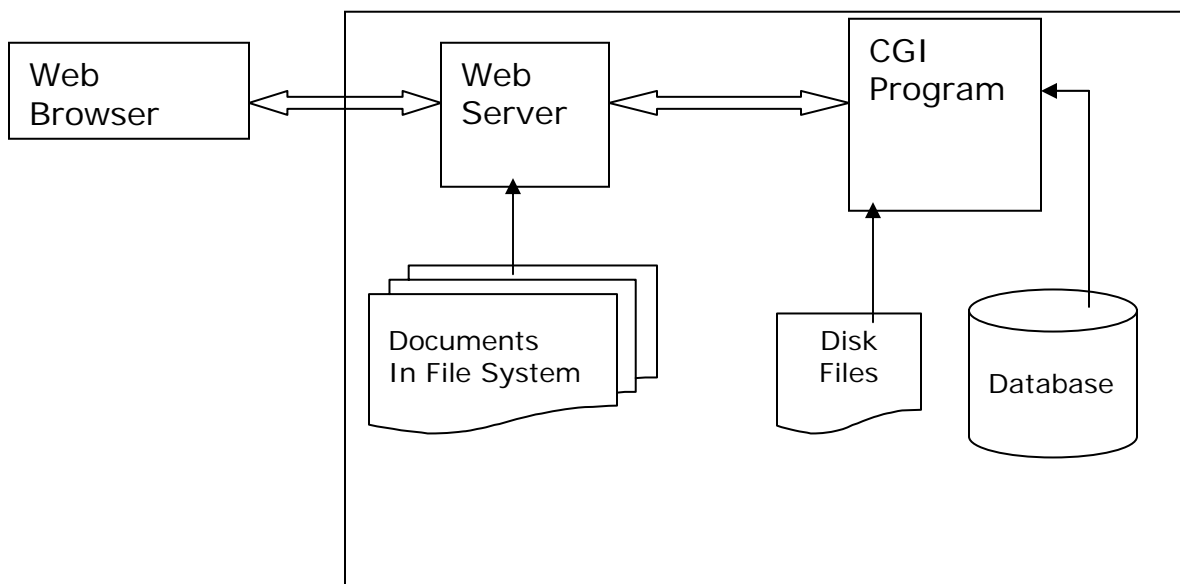 Web
Browser
Web
Server
CGI
Program
Documents
In File System
Disk
Files
Database